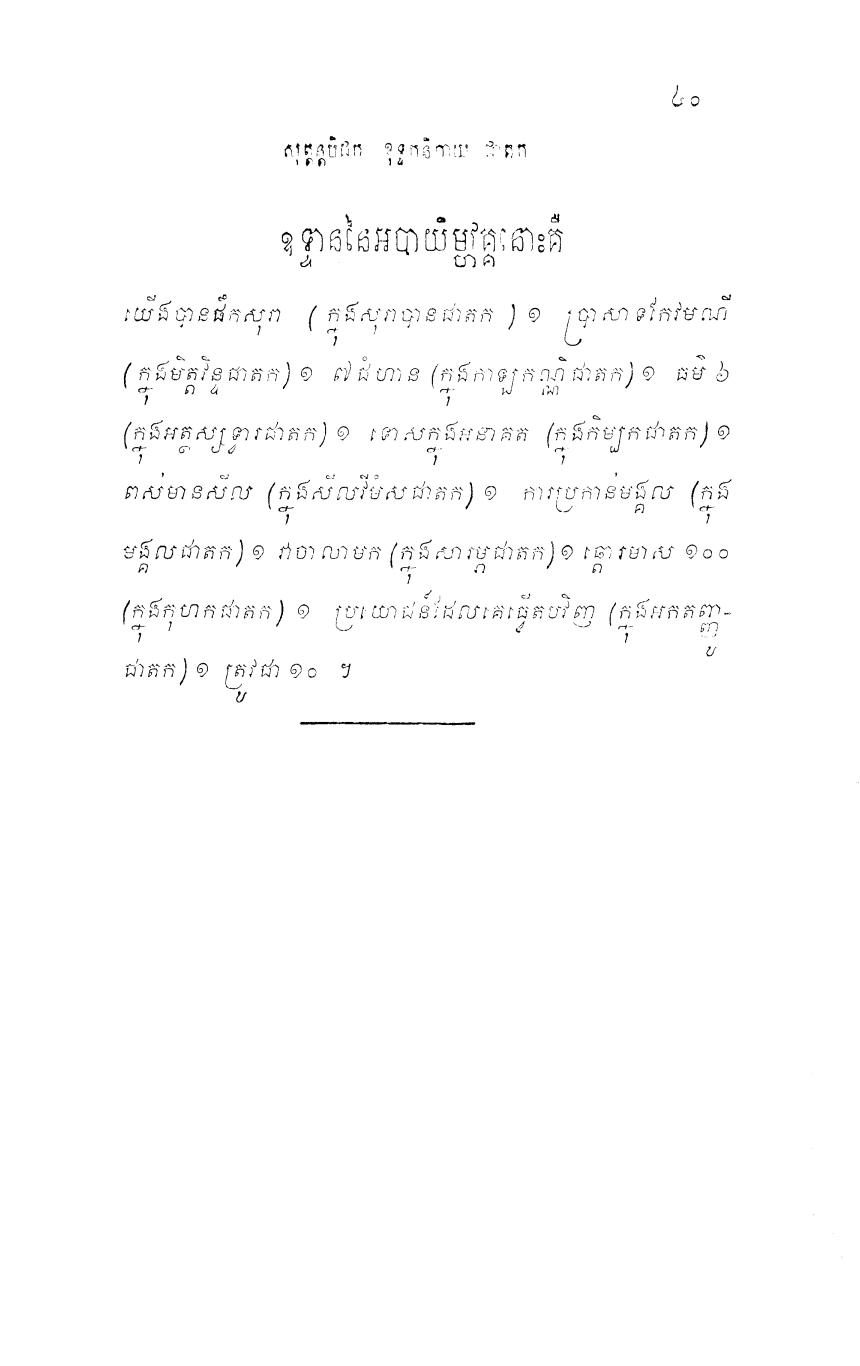 ៤០
សុត្តន្តបិដក ខុទ្ទកនិកាយ ជាតក
ឧទ្ទាននៃអបាយិម្ហវគ្គនោះគឺ
យើងបានផឹកសុរា (ក្នុងសុរាបានជាតក ) ១ ប្រាសាទកែវមណី
(ក្នុងមិត្តវិន្ទជាតក) ១ ៧ជំហាន (ក្នុងកាឡកណ្ណិជាតក) ១ ធម៌ ៦
(ក្នុងអត្ថស្សទ្វារជាតក) ១ ទោសក្នុងអនាគត (ក្នុងកិម្បកជាតក) ១
ពស់មានសីល (ក្នុងសីលវីមំសជាតក) ១ ការប្រកាន់មង្គល (ក្នុង
មង្គលជាតក) ១ វាចាលាមក (ក្នុងសារម្ភជាតក) ១ ឆ្តោរមាស ១០០
(ក្នុងកុហកជាតក) ១ ប្រយោជន៍ដែលគេធ្វើតបវិញ (ក្នុងអកតញ្ញូ-
ជាតក) ១ ត្រូវជា ១០ ។